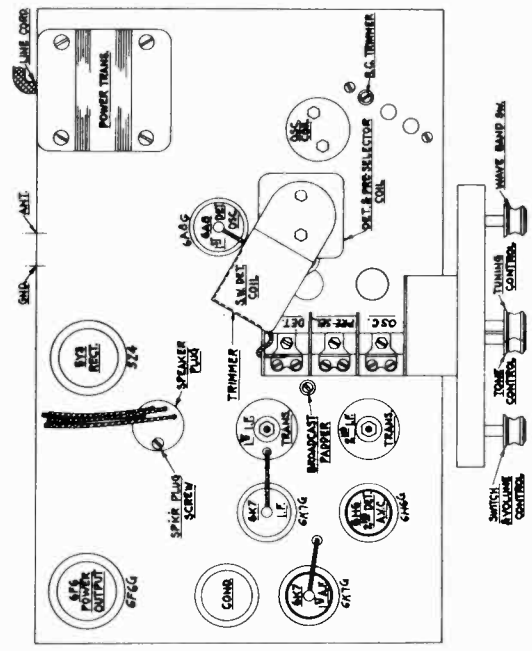 GND
ANT.
LINE CORD
6F6
POWER
OUTPUT
6F6G
SPKR PLUG
SCREW
SPEAKER
PLUG
5Y3
RECT.
5Z4
POWER TRANS.
COND.
6K7
I.F.
6K7G
1ST I.F.
TRANS.
TRIMMER
S.W. DET.
COIL
6A8G
6A8
1ST DET.
OSC
6K7
1ST A.F.
6K7G
6H6
2ND DET.
A.V.C.
6H6G
2ND I.F.
TRANS.
BROADCAST
PADDER
DET.
PRE-SEL.
OSC.
OSC
COIL
DET. & PRE-SELECTOR
COIL
B.C. TRIMMER
SWITCH
& VOLUME
CONTROL
TONE
CONTROL
TUNING
CONTROL
WAVE BAND SW.